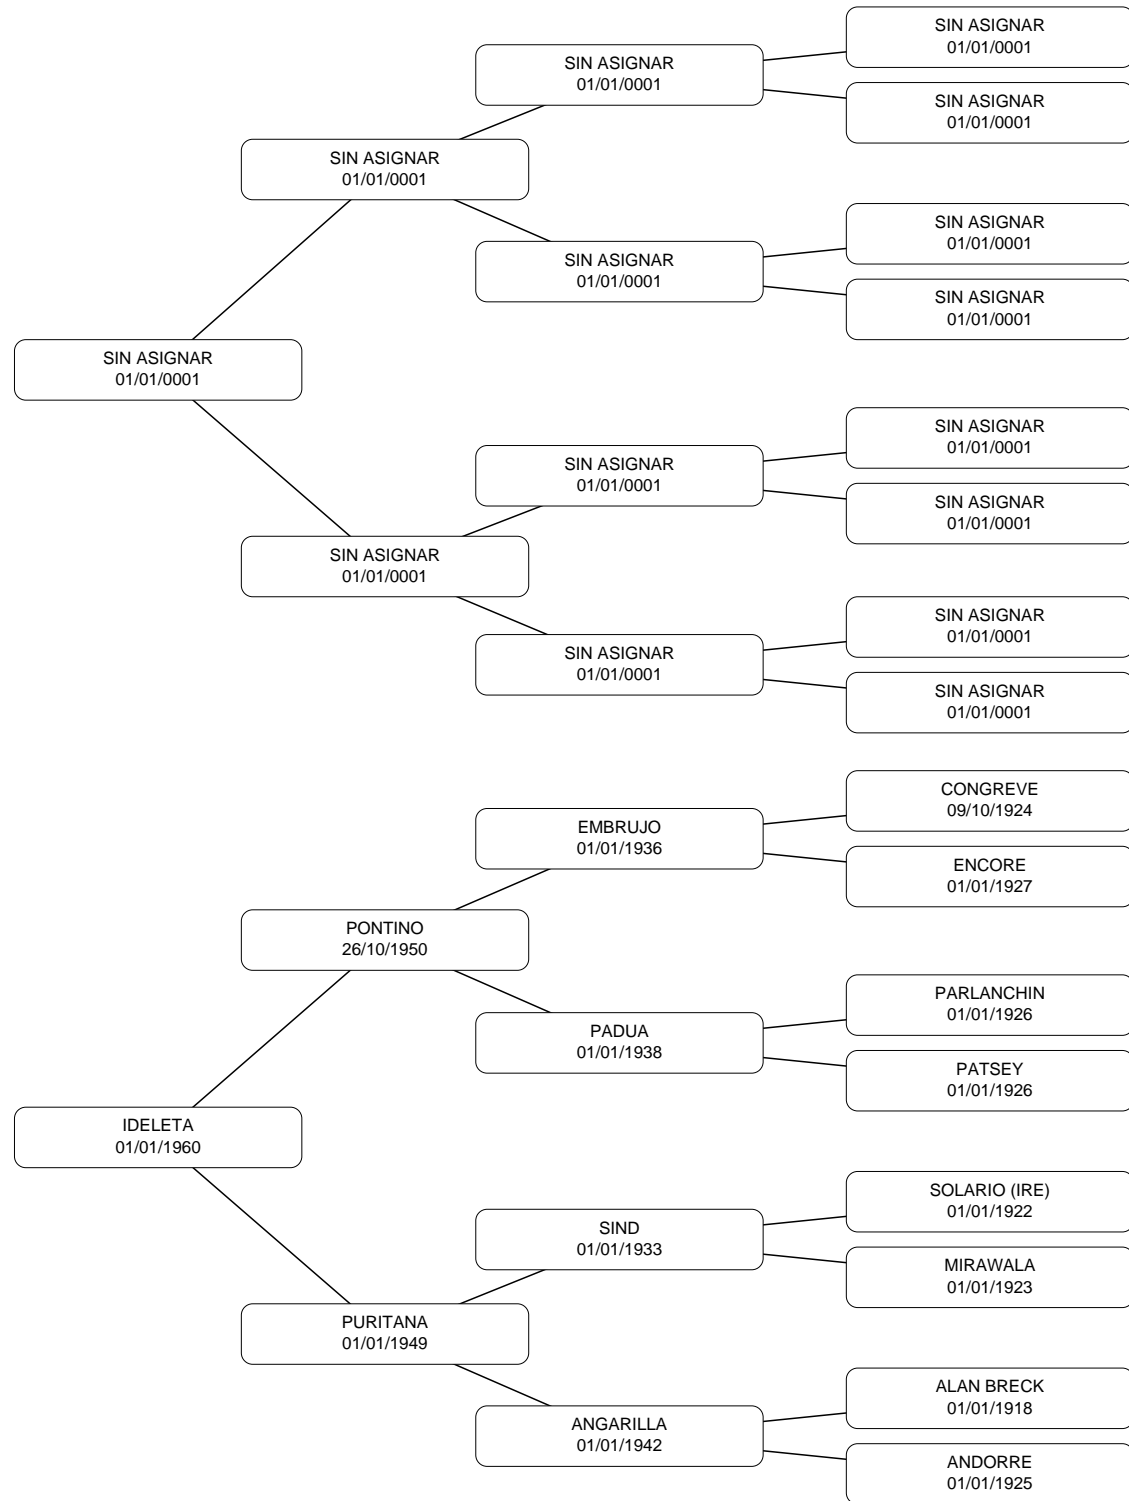 SIN ASIGNAR
01/01/0001
SIN ASIGNAR
01/01/0001
SIN ASIGNAR
01/01/0001
SIN ASIGNAR
01/01/0001
SIN ASIGNAR
01/01/0001
SIN ASIGNAR
01/01/0001
SIN ASIGNAR
01/01/0001
SIN ASIGNAR
01/01/0001
SIN ASIGNAR
01/01/0001
SIN ASIGNAR
01/01/0001
SIN ASIGNAR
01/01/0001
SIN ASIGNAR
01/01/0001
SIN ASIGNAR
01/01/0001
SIN ASIGNAR
01/01/0001
SIN ASIGNAR
01/01/0001
CONGREVE
09/10/1924
EMBRUJO
01/01/1936
ENCORE
01/01/1927
PONTINO
26/10/1950
PARLANCHIN
01/01/1926
PADUA
01/01/1938
PATSEY
01/01/1926
IDELETA
01/01/1960
SOLARIO (IRE)
01/01/1922
SIND
01/01/1933
MIRAWALA
01/01/1923
PURITANA
01/01/1949
ALAN BRECK
01/01/1918
ANGARILLA
01/01/1942
ANDORRE
01/01/1925